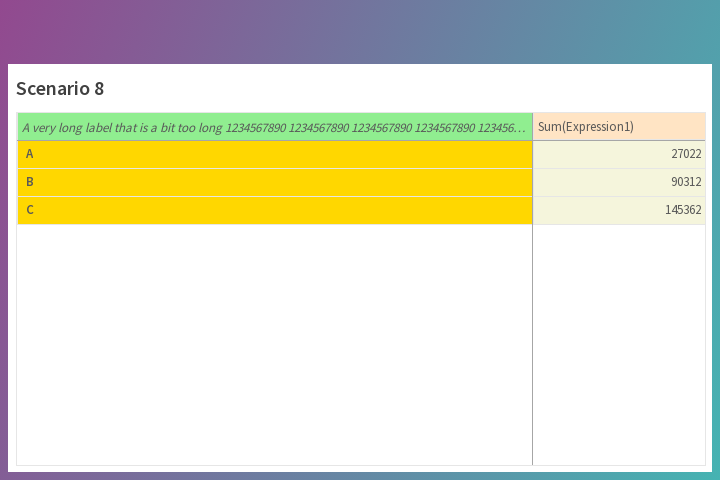 Scenario 8
A very long label that is a bit too long 1234567890 1234567890 1234567890 1234567890 123456… Sum(Expression1)
A 27022
B 90312
C 145362